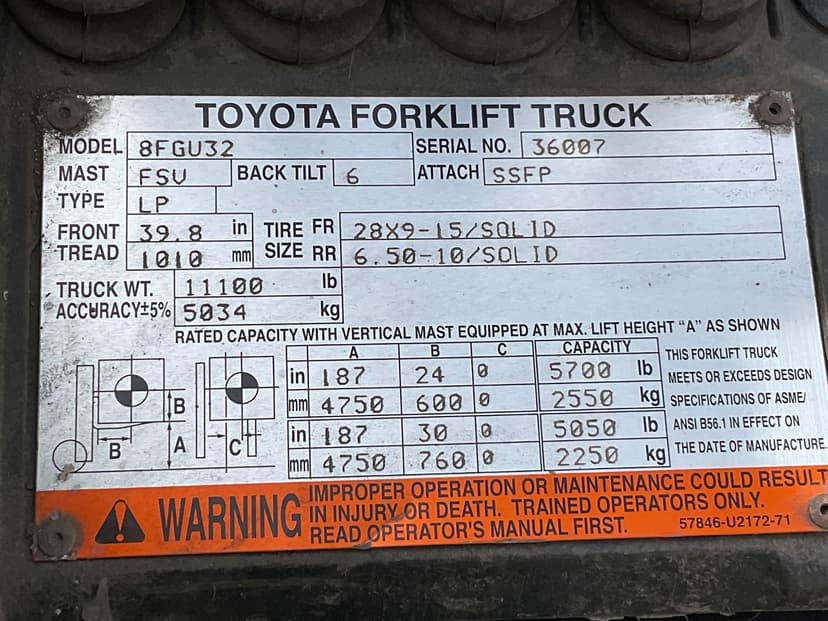 TOYOTA FORKLIFT TRUCK
MODEL 8FGU32 SERIAL NO. 36007
MAST FSV BACK TILT 6 ATTACH SSFP
TYPE LP
FRONT TREAD 39.8 in TIRE SIZE FR 28X9-15/SOLID
1010 mm RR 6.50-10/SOLID
TRUCK WT. 11100 lb
ACCURACY±5% 5034 kg
RATED CAPACITY WITH VERTICAL MAST EQUIPPED AT MAX. LIFT HEIGHT "A" AS SHOWN
A B C CAPACITY
in 187 24 0 5700 lb
mm 4750 600 0 2550 kg
in 187 30 0 5050 lb
mm 4750 760 0 2250 kg
B
B
A
C
THIS FORKLIFT TRUCK
MEETS OR EXCEEDS DESIGN
SPECIFICATIONS OF ASME/
ANSI B56.1 IN EFFECT ON
THE DATE OF MANUFACTURE.
WARNING
IMPROPER OPERATION OR MAINTENANCE COULD RESULT
IN INJURY OR DEATH. TRAINED OPERATORS ONLY.
READ OPERATOR'S MANUAL FIRST. 57846-U2172-71